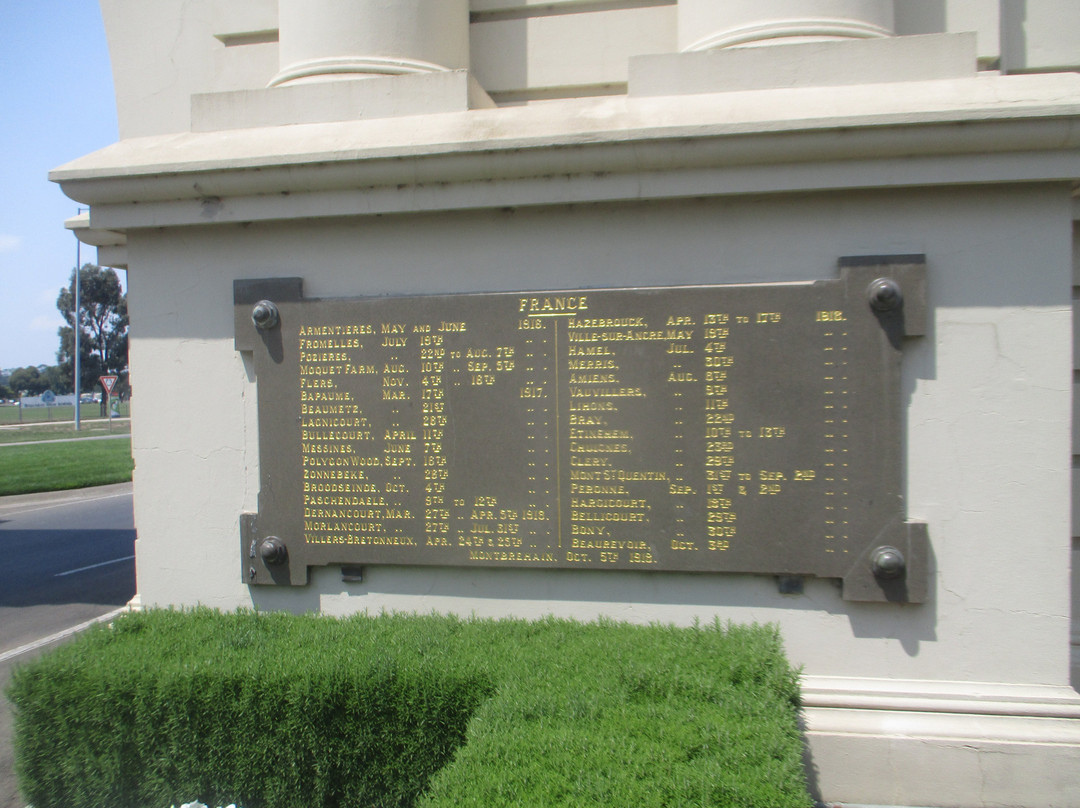 FRANCE
ARMENTIERES, MAY AND JUNE 1916.
FROMELLES, JULY 19TH .. .
POZIERES, .. 22ND TO AUG. 7TH .. .
MOQUET FARM, AUG. 10TH .. SEP. 5TH .. .
FLERS, NOV. 4TH .. 16TH .. .
BAPAUME, MAR. 17TH 1917. .
BEAUMETZ, .. 21ST .. .
LAGNICOURT, .. 26TH .. .
BULLECOURT, APRIL 11TH .. .
MESSINES, JUNE 7TH .. .
POLYGON WOOD, SEPT. 16TH .. .
ZONNEBEKE, .. 26TH .. .
BROODSEINDE, OCT. 4TH .. .
PASCHENDAELE, .. 9TH TO 12TH .. .
DERNANCOURT, MAR. 27TH .. APR. 5TH 1918.
MORLANCOURT, .. 27TH .. JUL. 31ST .. .
VILLERS-BRETONNEUX, APR. 24TH & 25TH .. .
HAZEBROUCK, APR. 13TH TO 17TH 1918.
VILLE-SUR-ANCRE, MAY 19TH .. .
HAMEL, JUL. 4TH .. .
MERRIS, .. 30TH .. .
AMIENS, AUG. 8TH .. .
VAUVILLERS, .. 9TH .. .
LIHONS, .. 11TH .. .
BRAY, .. 22ND .. .
ETINEHEM, .. 10TH TO 13TH .. .
CHUIGNES, .. 23RD .. .
CLERY, .. 29TH .. .
MONT ST QUENTIN, .. 31ST TO SEP. 2ND .. .
PERONNE, SEP. 1ST & 2ND .. .
HARGICOURT, .. 18TH .. .
BELLICOURT, .. 29TH .. .
BONY, .. 30TH .. .
BEAUREVOIR, OCT. 3RD .. .
MONTBREHAIN, OCT. 5TH 1918.